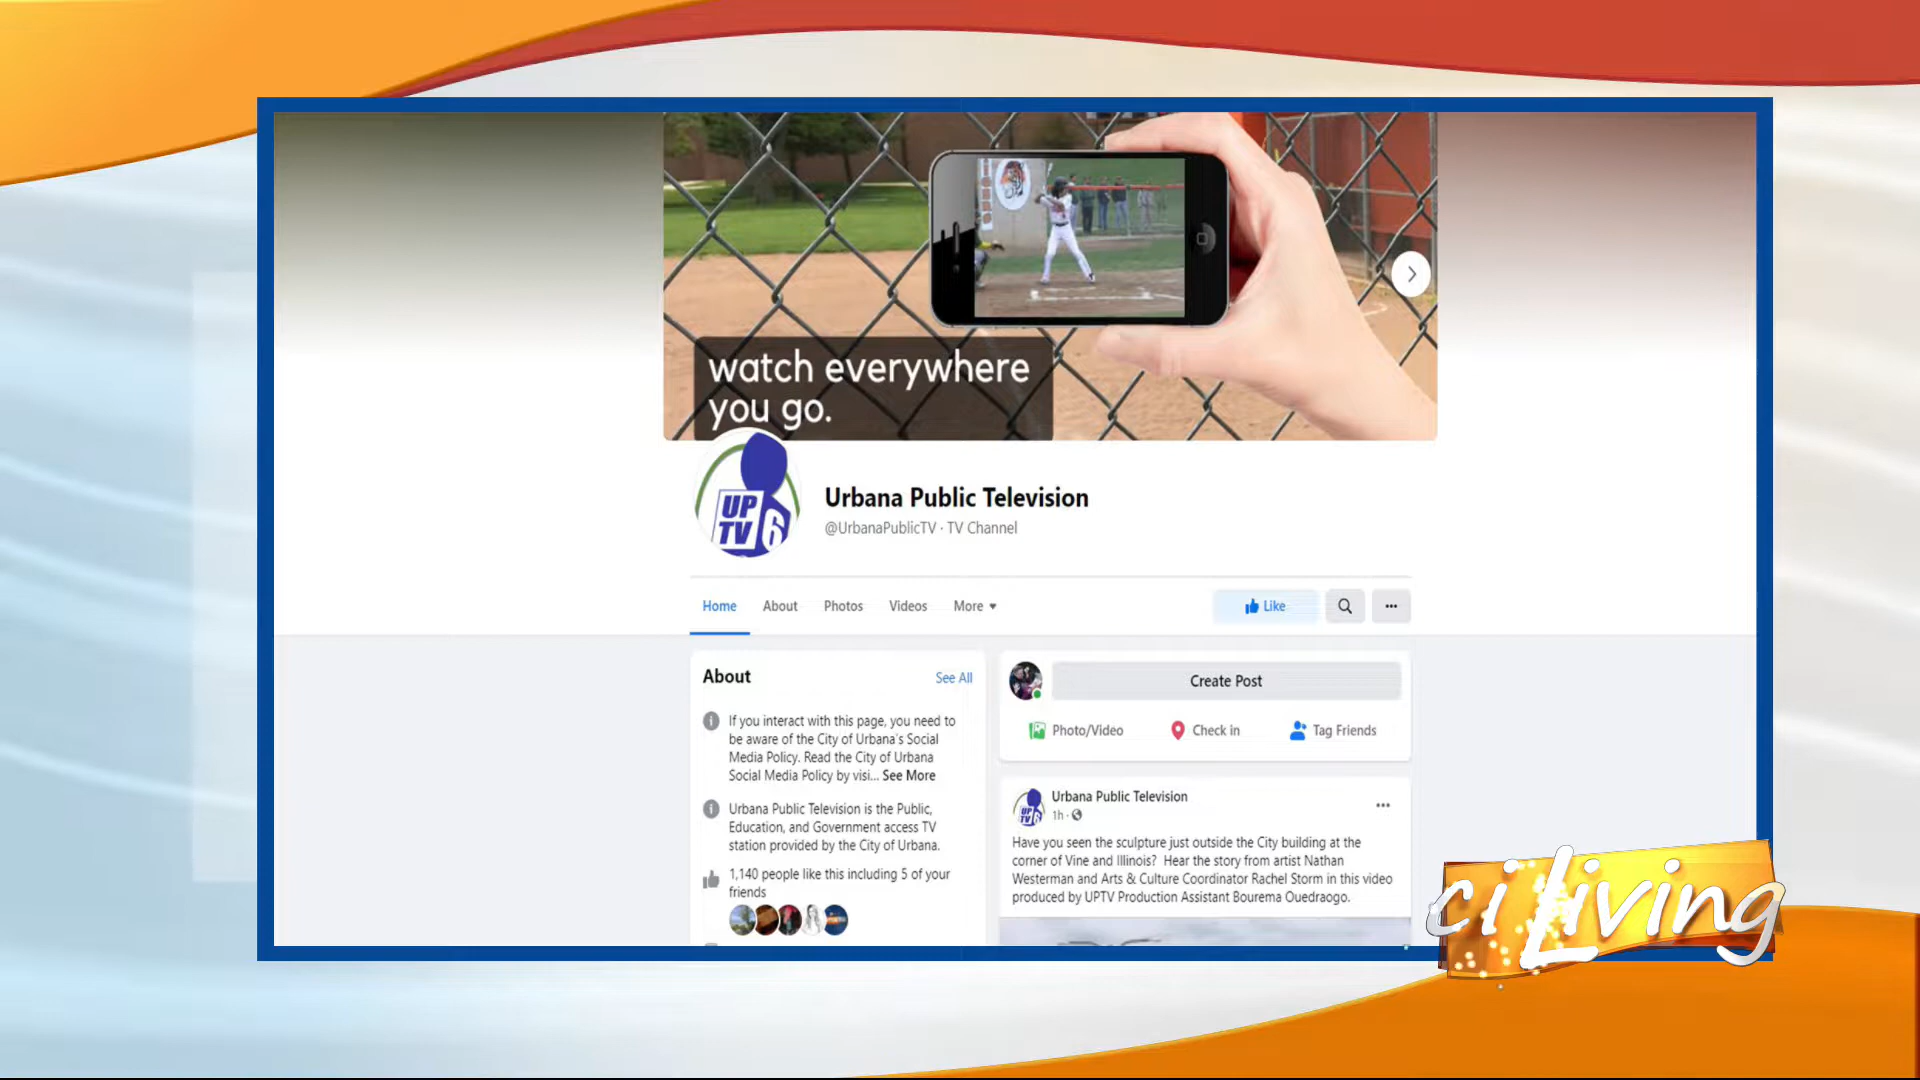 watch everywhere
you go.
UP
TV 6
Urbana Public Television
@UrbanaPublicTV · TV Channel
Home
About
Photos
Videos
More
Like
About
See All
If you interact with this page, you need to
be aware of the City of Urbana's Social
Media Policy. Read the City of Urbana
Social Media Policy by visi... See More
Urbana Public Television is the Public,
Education, and Government access TV
station provided by the City of Urbana.
1,140 people like this including 5 of your
friends
Create Post
Photo/Video
Check in
Tag Friends
UP
TV 6
Urbana Public Television
1h ·
Have you seen the sculpture just outside the City building at the
corner of Vine and Illinois? Hear the story from artist Nathan
Westerman and Arts & Culture Coordinator Rachel Storm in this video
produced by UPTV Production Assistant Bourema Ouedraogo.
ci Living